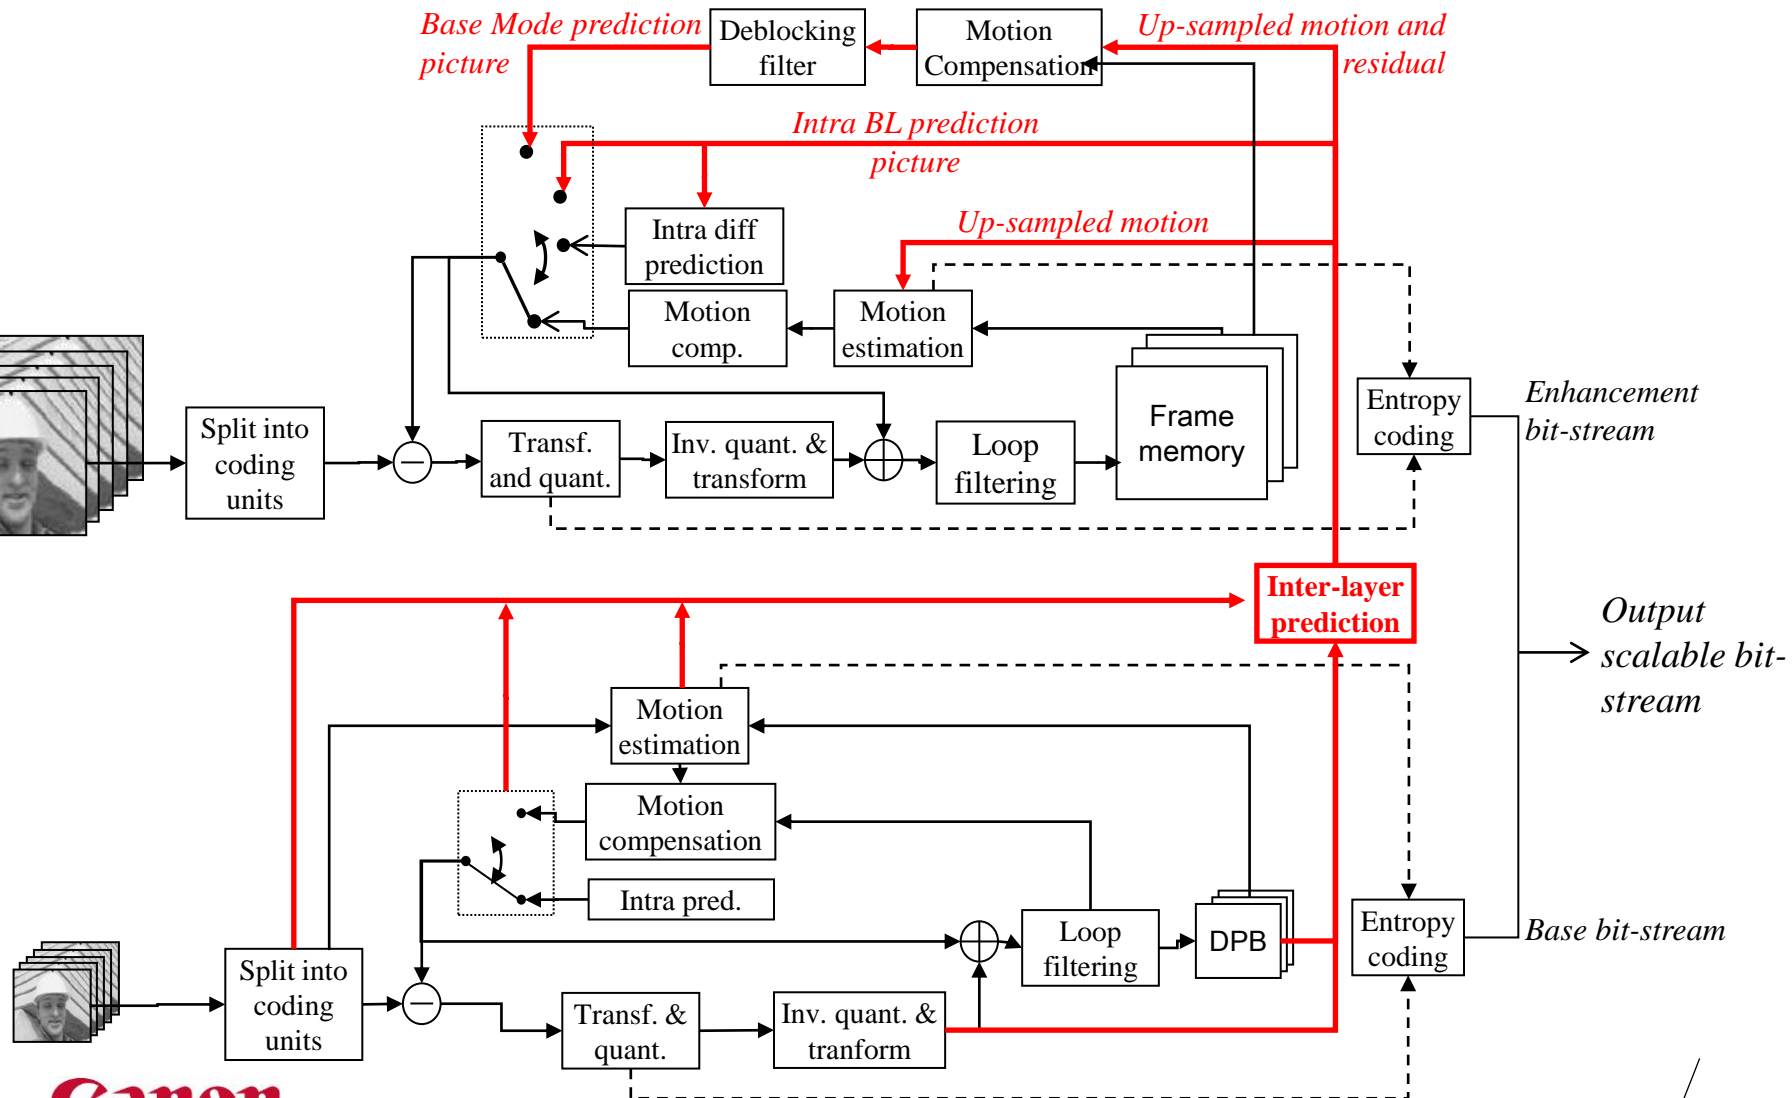 Base Mode prediction
picture
Deblocking
filter
Motion
Compensation
Up-sampled motion and
residual
Intra BL prediction
picture
Intra diff
prediction
Up-sampled motion
Motion
comp.
Motion
estimation
Split into
coding
units
Transf.
and quant.
Inv. quant. &
transform
Loop
filtering
Frame
memory
Entropy
coding
Enhancement
bit-stream
Inter-layer
prediction
Output
scalable bit-
stream
Motion
estimation
Motion
compensation
Intra pred.
Split into
coding
units
Transf. &
quant.
Inv. quant. &
tranform
Loop
filtering
DPB
Entropy
coding
Base bit-stream
Canon